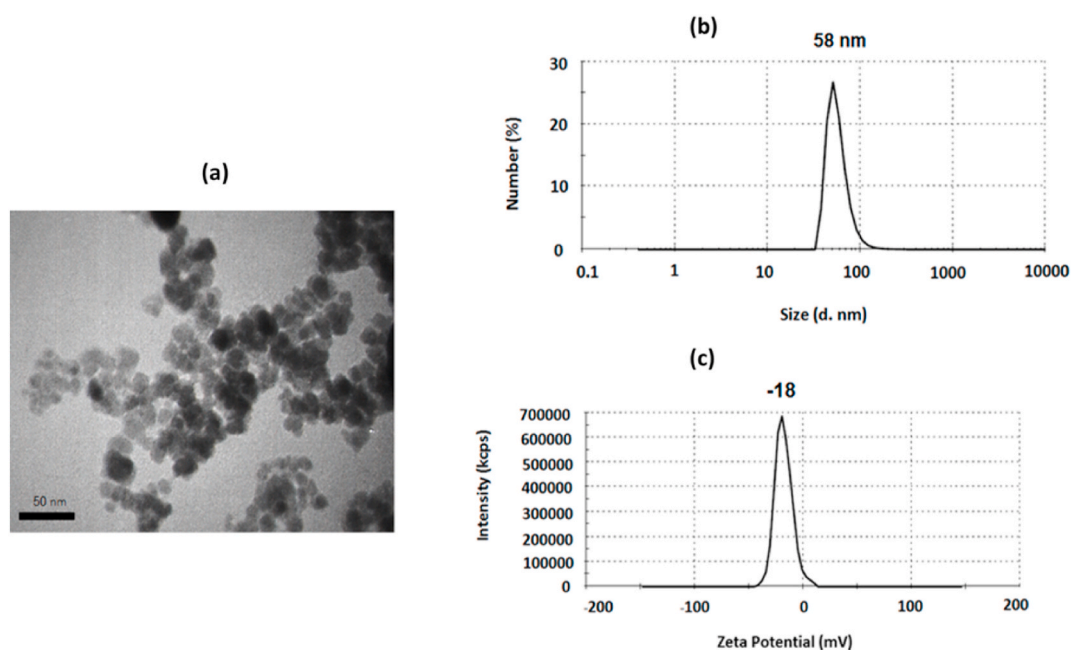 (a)
50 nm
(b)
58 nm
30
20
10
0
Number (%)
0.1 1 10 100 1000 10000
Size (d. nm)
(c)
-18
700000
600000
500000
400000
300000
200000
100000
0
Intensity (kcps)
-200 -100 0 100 200
Zeta Potential (mV)